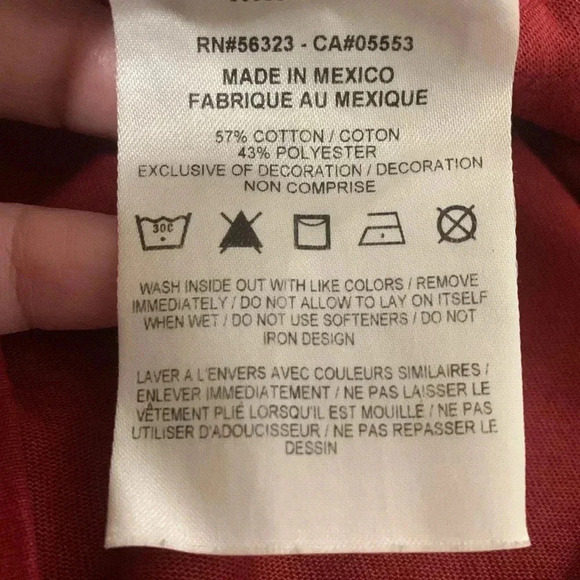 RN#56323 - CA#05553
MADE IN MEXICO
FABRIQUE AU MEXIQUE
57% COTTON / COTON
43% POLYESTER
EXCLUSIVE OF DECORATION / DECORATION
NON COMPRISE
30C
WASH INSIDE OUT WITH LIKE COLORS / REMOVE
IMMEDIATELY / DO NOT ALLOW TO LAY ON ITSELF
WHEN WET / DO NOT USE SOFTENERS / DO NOT
IRON DESIGN
LAVER A L'ENVERS AVEC COULEURS SIMILAIRES /
ENLEVER IMMEDIATEMENT / NE PAS LAISSER LE
VÊTEMENT PLIÉ LORSQU'IL EST MOUILLÉ / NE PAS
UTILISER D'ADOUCISSEUR / NE PAS REPASSER LE
DESSIN